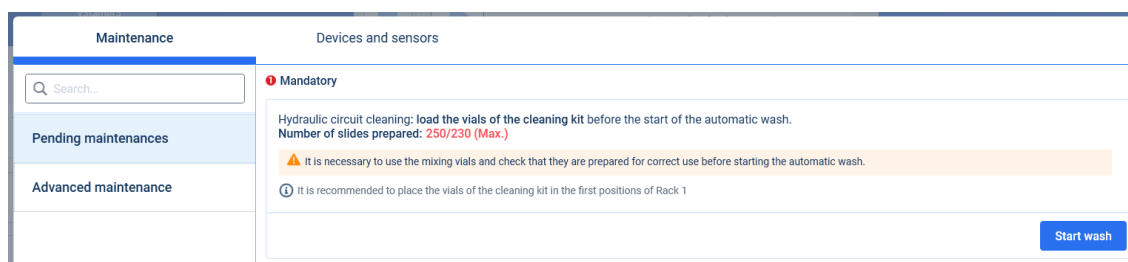 Maintenance
Devices and sensors
Search...
Pending maintenances
Advanced maintenance
1 Mandatory
Hydraulic circuit cleaning: load the vials of the cleaning kit before the start of the automatic wash.
Number of slides prepared: 250/230 (Max.)
It is necessary to use the mixing vials and check that they are prepared for correct use before starting the automatic wash.
It is recommended to place the vials of the cleaning kit in the first positions of Rack 1
Start wash